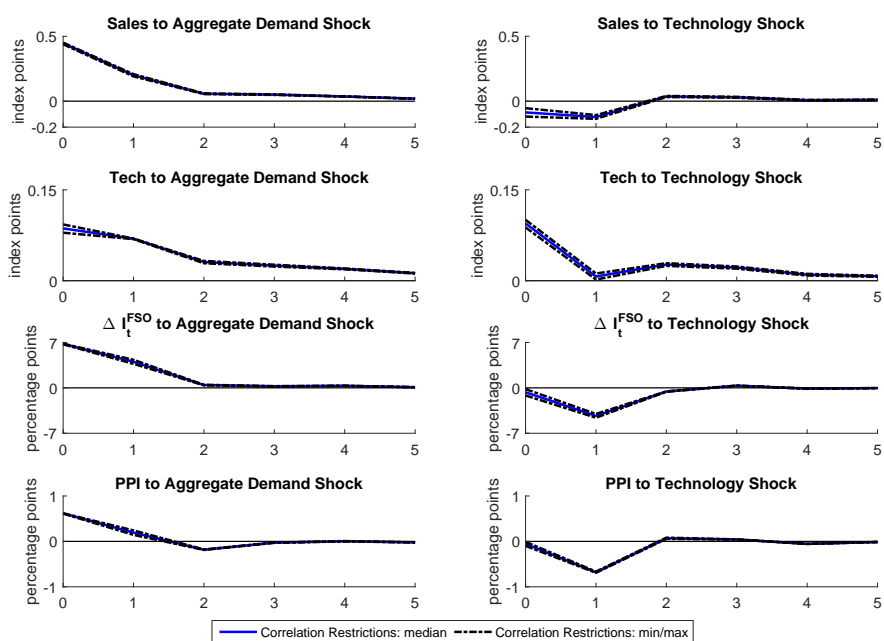 Sales to Aggregate Demand Shock
index points
0.5
0
-0.2
0 1 2 3 4 5
Sales to Technology Shock
index points
0.5
0
-0.2
0 1 2 3 4 5
Tech to Aggregate Demand Shock
index points
0.15
0
0 1 2 3 4 5
Tech to Technology Shock
index points
0.15
0
0 1 2 3 4 5
Δ I_t^FSO to Aggregate Demand Shock
percentage points
7
0
-7
0 1 2 3 4 5
Δ I_t^FSO to Technology Shock
percentage points
7
0
-7
0 1 2 3 4 5
PPI to Aggregate Demand Shock
percentage points
1
0
-1
0 1 2 3 4 5
PPI to Technology Shock
percentage points
1
0
-1
0 1 2 3 4 5
Correlation Restrictions: median Correlation Restrictions: min/max